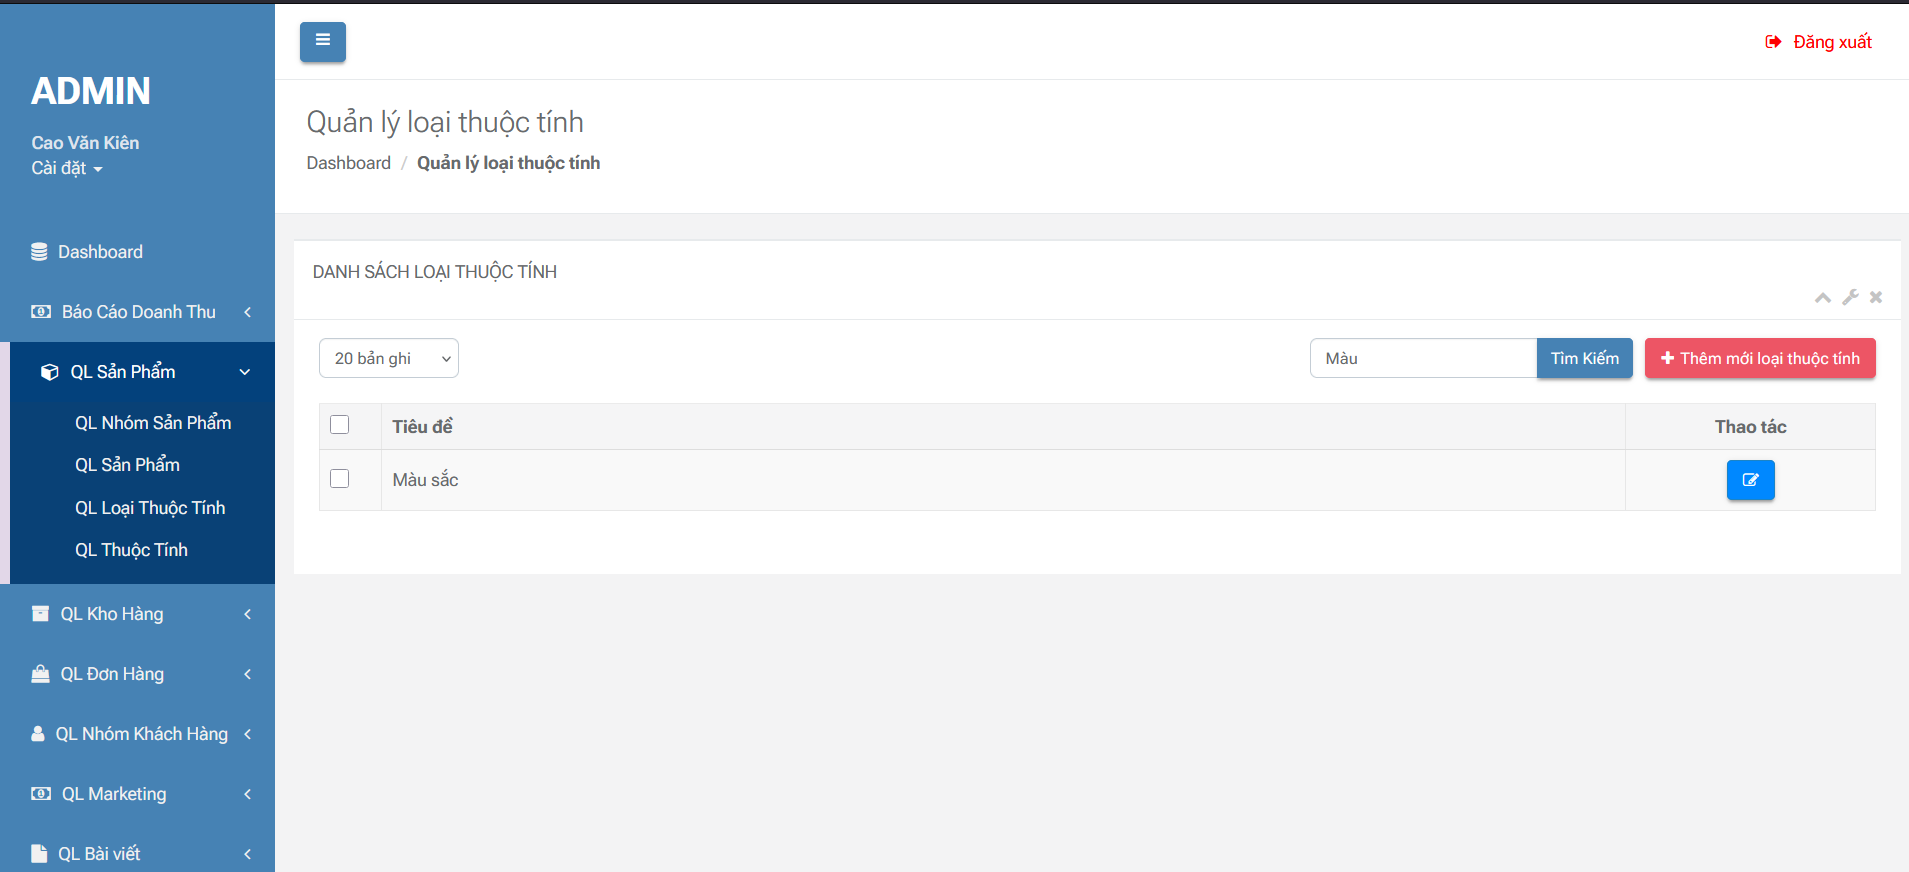 ADMIN
Cao Văn Kiên
Cài đặt
Dashboard
Báo Cáo Doanh Thu
QL Sản Phẩm
QL Nhóm Sản Phẩm
QL Sản Phẩm
QL Loại Thuộc Tính
QL Thuộc Tính
QL Kho Hàng
QL Đơn Hàng
QL Nhóm Khách Hàng
QL Marketing
QL Bài viết
Đăng xuất
Quản lý loại thuộc tính
Dashboard / Quản lý loại thuộc tính
DANH SÁCH LOẠI THUỘC TÍNH
20 bản ghi
Màu
Tìm Kiếm
Thêm mới loại thuộc tính
Tiêu đề
Thao tác
Màu sắc